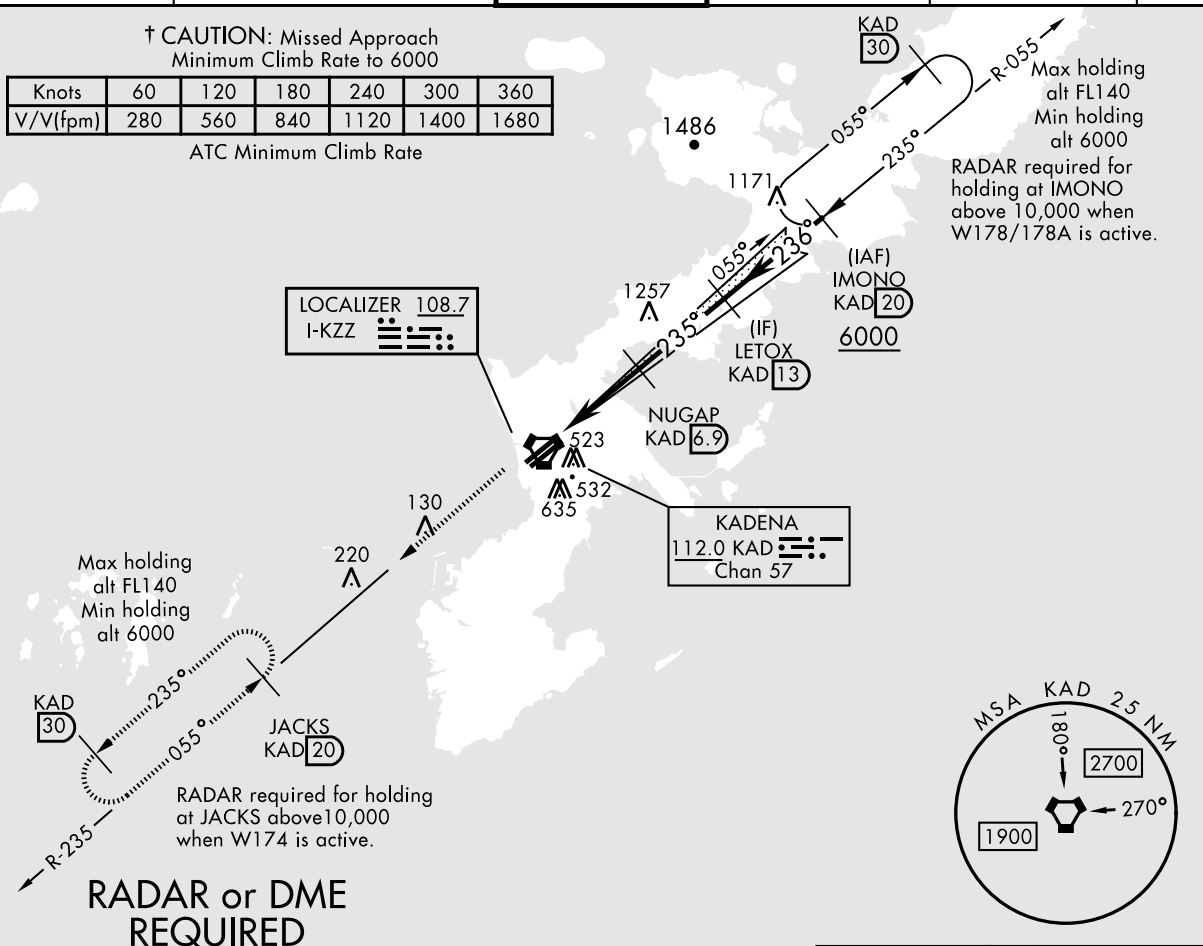 † CAUTION: Missed Approach
Minimum Climb Rate to 6000
Knots 60 120 180 240 300 360
V/V(fpm) 280 560 840 1120 1400 1680
ATC Minimum Climb Rate
KAD
30
R-055
Max holding
alt FL140
Min holding
alt 6000
RADAR required for
holding at IMONO
above 10,000 when
W178/178A is active.
055°
235°
1486
1171
055°
236°
(IAF)
IMONO
KAD 20
6000
1257
235°
(IF)
LETOX
KAD 13
LOCALIZER 108.7
I-KZZ
NUGAP
KAD 6.9
523
532
635
KADENA
112.0 KAD
Chan 57
130
220
Max holding
alt FL140
Min holding
alt 6000
235°
055°
KAD
30
JACKS
KAD 20
RADAR required for holding
at JACKS above10,000
when W174 is active.
R-235
RADAR or DME
REQUIRED
MSA KAD 25 NM
180°
2700
270°
1900